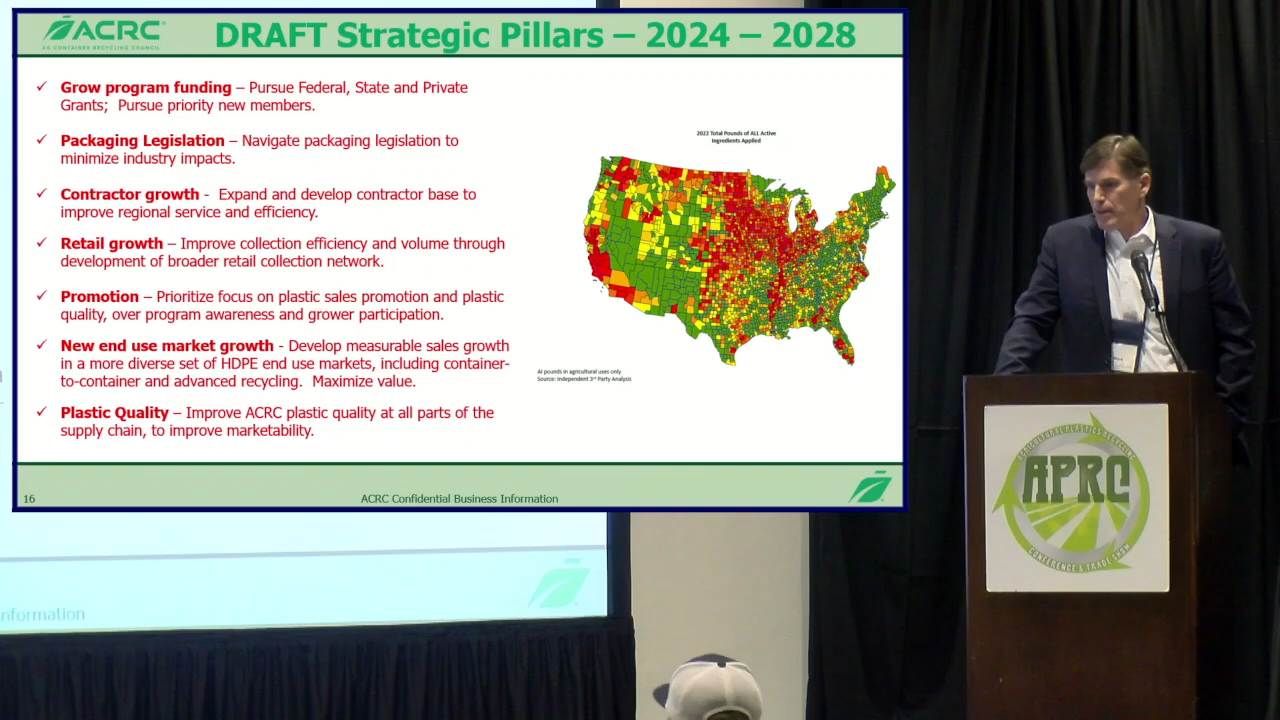 ACRC
AG CONTAINER RECYCLING COUNCIL
DRAFT Strategic Pillars – 2024 – 2028
✓ Grow program funding – Pursue Federal, State and Private
Grants; Pursue priority new members.
✓ Packaging Legislation – Navigate packaging legislation to
minimize industry impacts.
✓ Contractor growth - Expand and develop contractor base to
improve regional service and efficiency.
✓ Retail growth – Improve collection efficiency and volume through
development of broader retail collection network.
✓ Promotion – Prioritize focus on plastic sales promotion and plastic
quality, over program awareness and grower participation.
✓ New end use market growth - Develop measurable sales growth
in a more diverse set of HDPE end use markets, including container-
to-container and advanced recycling. Maximize value.
✓ Plastic Quality – Improve ACRC plastic quality at all parts of the
supply chain, to improve marketability.
2022 Total Pounds of ALL Active
Ingredients Applied
AI pounds in agricultural uses only
Source: Independent 3rd Party Analysis
16
ACRC Confidential Business Information
nformation
AGRICULTURAL PLASTICS RECYCLING
APRC
CONFERENCE & TRADE SHOW